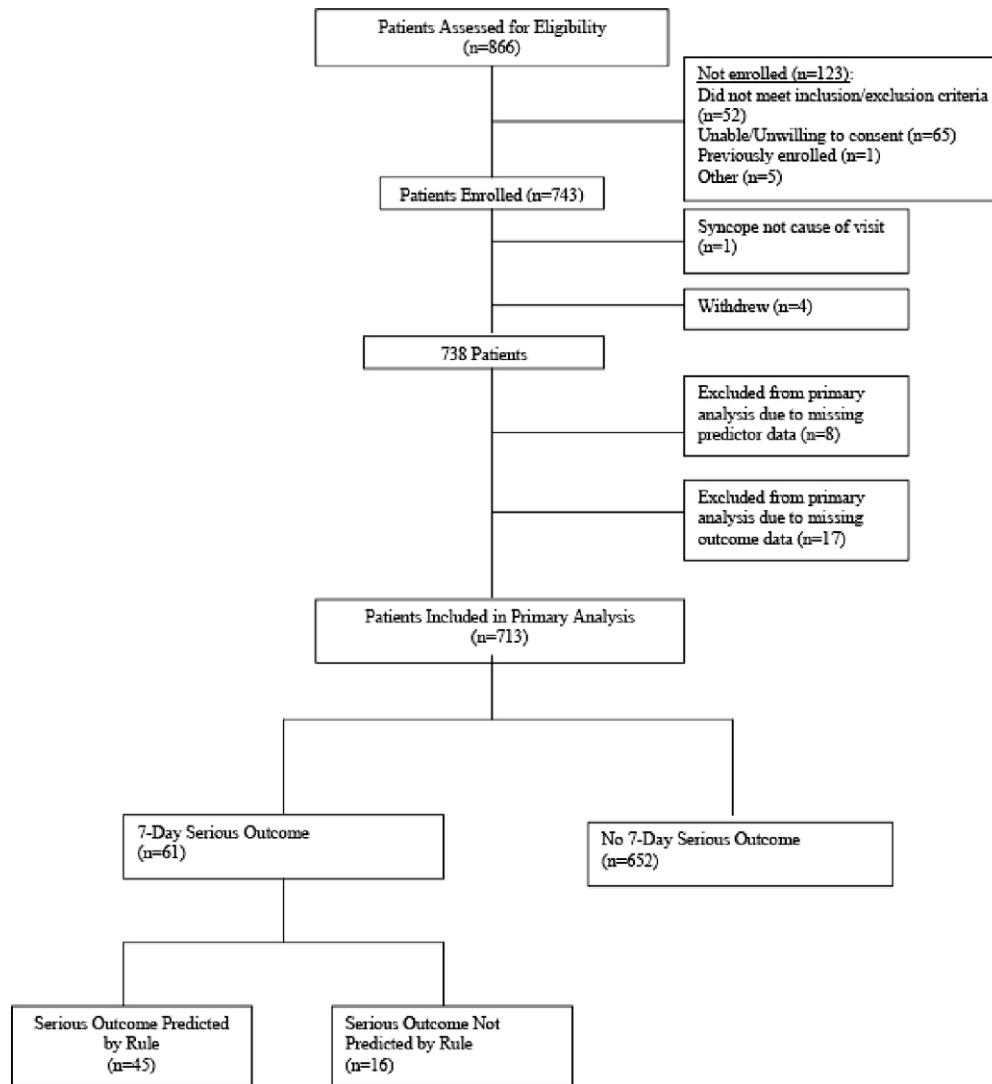 Patients Assessed for Eligibility
(n=866)
Not enrolled (n=123):
Did not meet inclusion/exclusion criteria
(n=52)
Unable/Unwilling to consent (n=65)
Previously enrolled (n=1)
Other (n=5)
Patients Enrolled (n=743)
Syncope not cause of visit
(n=1)
Withdrew (n=4)
738 Patients
Excluded from primary
analysis due to missing
predictor data (n=8)
Excluded from primary
analysis due to missing
outcome data (n=17)
Patients Included in Primary Analysis
(n=713)
7-Day Serious Outcome
(n=61)
No 7-Day Serious Outcome
(n=652)
Serious Outcome Predicted
by Rule
(n=45)
Serious Outcome Not
Predicted by Rule
(n=16)